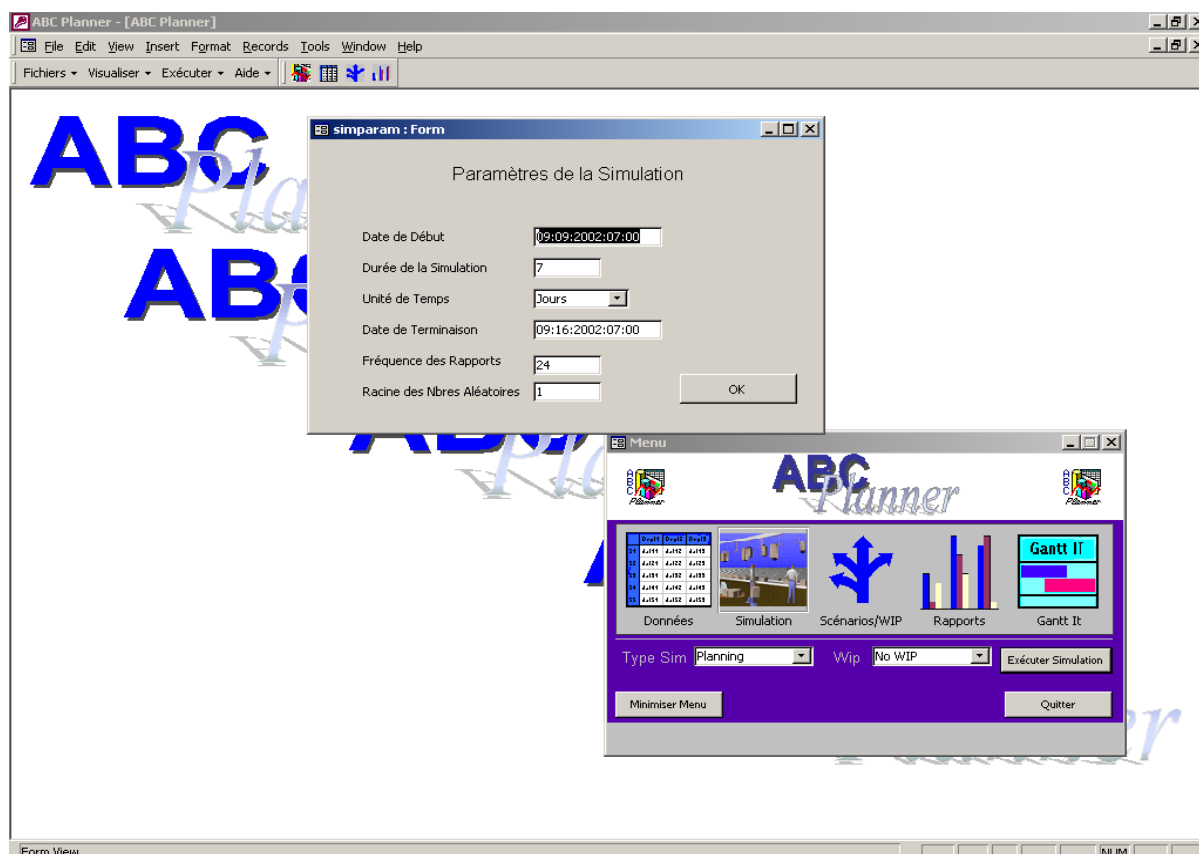 ABC Planner - [ABC Planner]
File Edit View Insert Format Records Tools Window Help
Fichiers Visualiser Exécuter Aide
ABC
Pla
simparam : Form
Paramètres de la Simulation
Date de Début 09:09:2002:07:00
Durée de la Simulation 7
Unité de Temps Jours
Date de Terminaison 09:16:2002:07:00
Fréquence des Rapports 24
Racine des Nbres Aléatoires 1
OK
Menu
ABC
Planner
Gantt IT
Données Simulation Scénarios/WIP Rapports Gantt It
Type Sim Planning Wip No WIP Exécuter Simulation
Minimiser Menu Quitter
Form View NUM